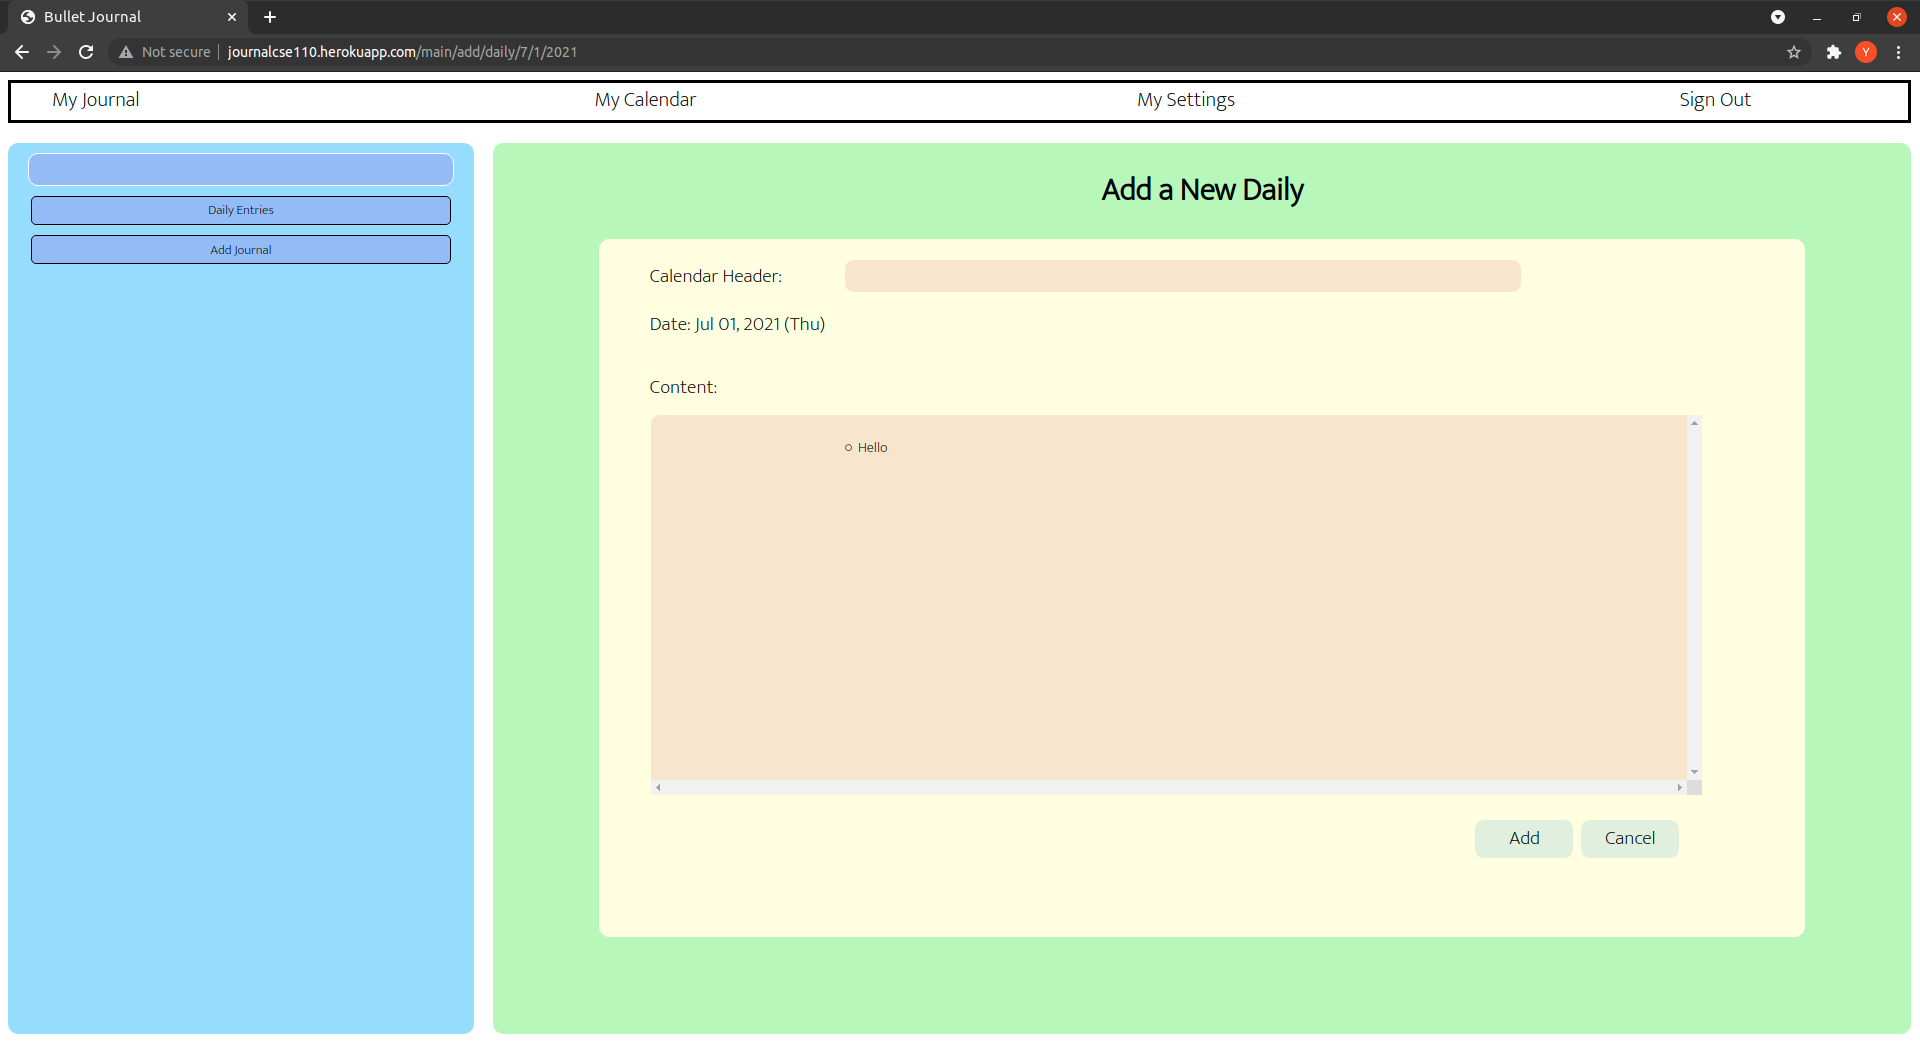 Bullet Journal
Not secure journalcse110.herokuapp.com/main/add/daily/7/1/2021
Y
My Journal My Calendar My Settings Sign Out
Daily Entries
Add Journal
Add a New Daily
Calendar Header:
Date: Jul 01, 2021 (Thu)
Content:
Hello
Add Cancel